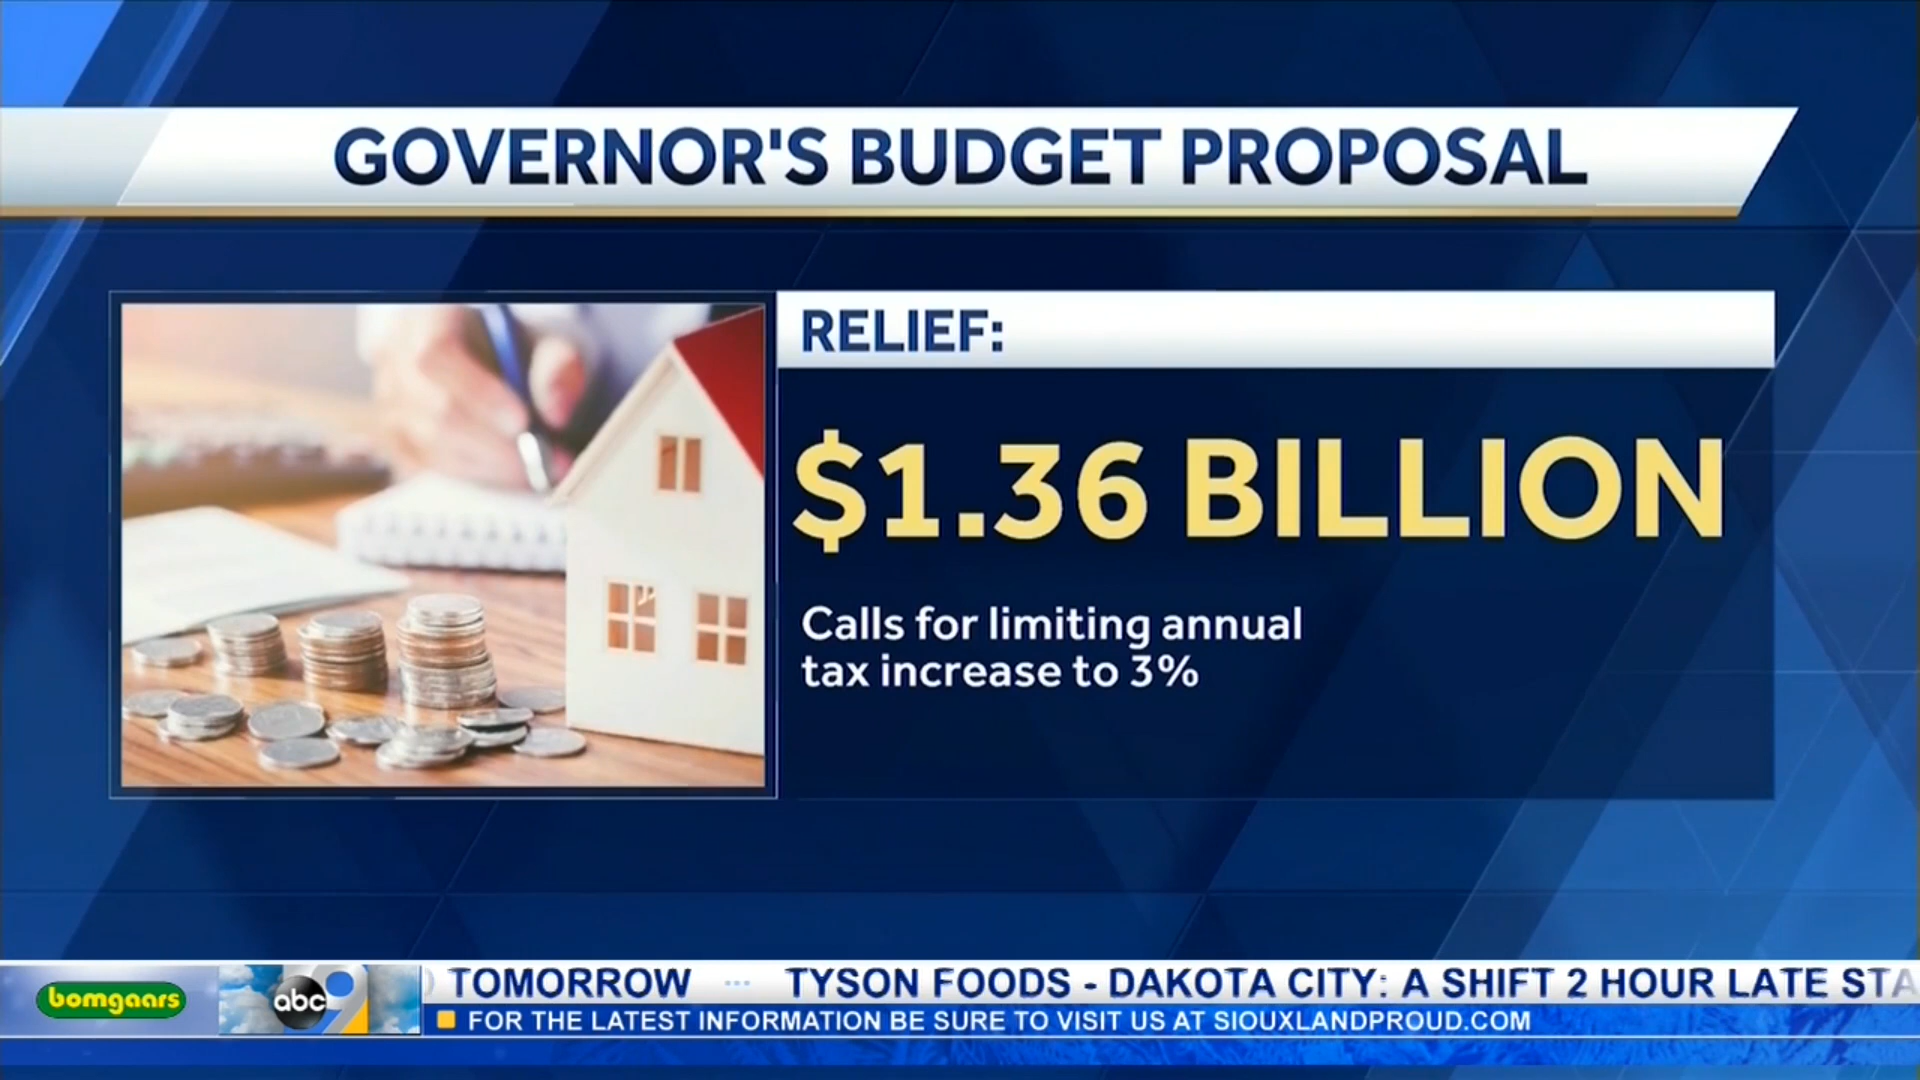 GOVERNOR'S BUDGET PROPOSAL
RELIEF:
$1.36 BILLION
Calls for limiting annual
tax increase to 3%
bomgaars
abc 9
TOMORROW ... TYSON FOODS - DAKOTA CITY: A SHIFT 2 HOUR LATE STA
FOR THE LATEST INFORMATION BE SURE TO VISIT US AT SIOUXLANDPROUD.COM